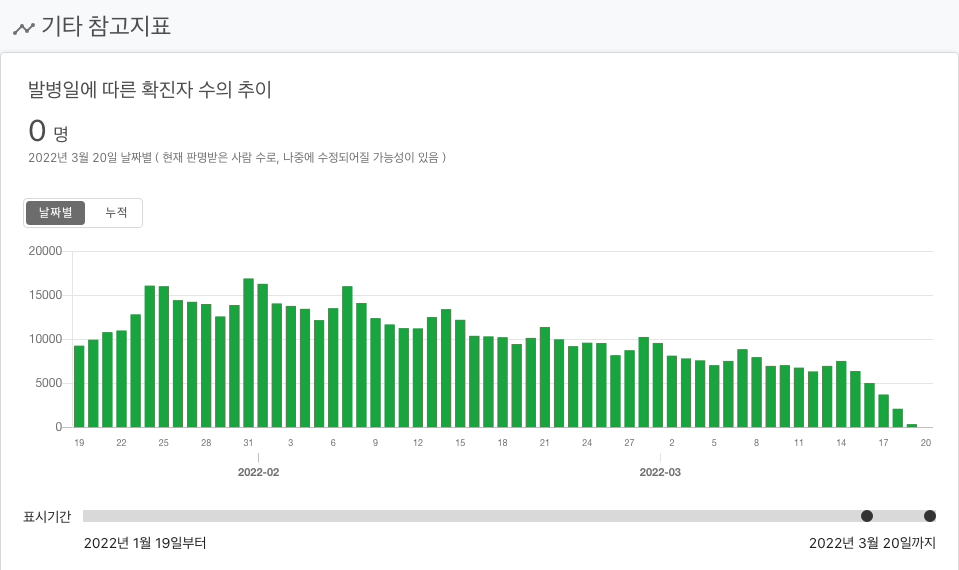 기타 참고지표
발병일에 따른 확진자 수의 추이
0 명
2022년 3월 20일 날짜별 ( 현재 판명받은 사람 수로, 나중에 수정되어질 가능성이 있음 )
날짜별 누적
20000
15000
10000
5000
0
19 22 25 28 31 3 6 9 12 15 18 21 24 27 2 5 8 11 14 17 20
2022-02 2022-03
표시기간
2022년 1월 19일부터 2022년 3월 20일까지